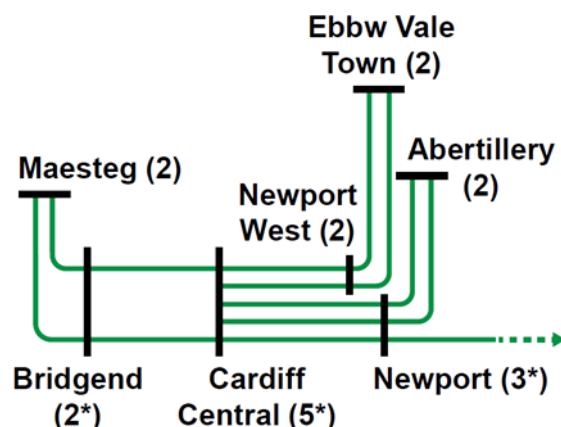 Ebbw Vale
Town (2)
Abertillery
(2)
Maesteg (2)
Newport
West (2)
Bridgend
(2*)
Cardiff
Central (5*)
Newport (3*)